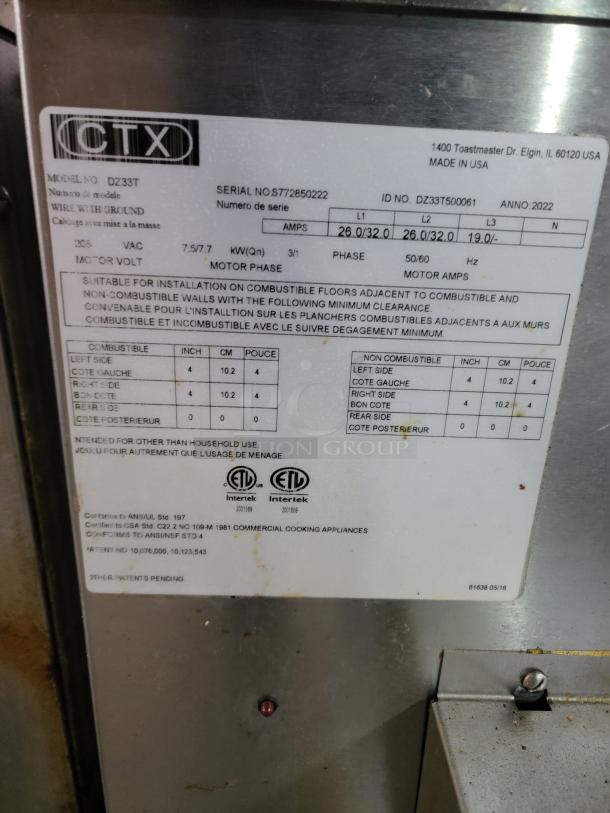 CTX
1400 Toastmaster Dr. Elgin, IL 60120 USA
MADE IN USA
MODEL NO. DZ33T
Numero de modele
SERIAL NO.S772850222
Numero de serie
ID NO. DZ33T500061
ANNO:2022
WIRE WITH GROUND
Cablage avec mise a la masse
L1 L2 L3 N
AMPS 26.0/32.0 26.0/32.0 19.0/-
208 VAC 7.5/7.7 kW(Qn) 3/1 PHASE 50/60 Hz
MOTOR VOLT MOTOR PHASE MOTOR AMPS
SUITABLE FOR INSTALLATION ON COMBUSTIBLE FLOORS ADJACENT TO COMBUSTIBLE AND
NON-COMBUSTIBLE WALLS WITH THE FOLLOWING MINIMUM CLEARANCE.
CONVENABLE POUR L'INSTALLTION SUR LES PLANCHERS COMBUSTIBLES ADJACENTS A AUX MURS
COMBUSTIBLE ET INCOMBUSTIBLE AVEC LE SUIVRE DEGAGEMENT MINIMUM.
COMBUSTIBLE INCH CM POUCE
LEFT SIDE
COTE GAUCHE 4 10.2 4
RIGHT SIDE
BON COTE 4 10.2 4
REAR SIDE
COTE POSTERIERUR 0 0 0
NON COMBUSTIBLE INCH CM POUCE
LEFT SIDE
COTE GAUCHE 4 10.2 4
RIGHT SIDE
BON COTE 4 10.2 4
REAR SIDE
COTE POSTERIERUR 0 0 0
INTENDED FOR OTHER THAN HOUSEHOLD USE.
VOULU POUR AUTREMENT QUE L'USAGE DE MENAGE
C ETL US ETL
Intertek Intertek
2001569 2001569
Conforms to ANSI/UL Std. 197
Certified to CSA Std. C22.2 NO 109-M 1981 COMMERCIAL COOKING APPLIANCES
CONFORMS TO ANSI/NSF STD 4
PATENT NO 10,076,000, 10,123,543
OTHER PATENTS PENDING
81638 05/16
GROUP